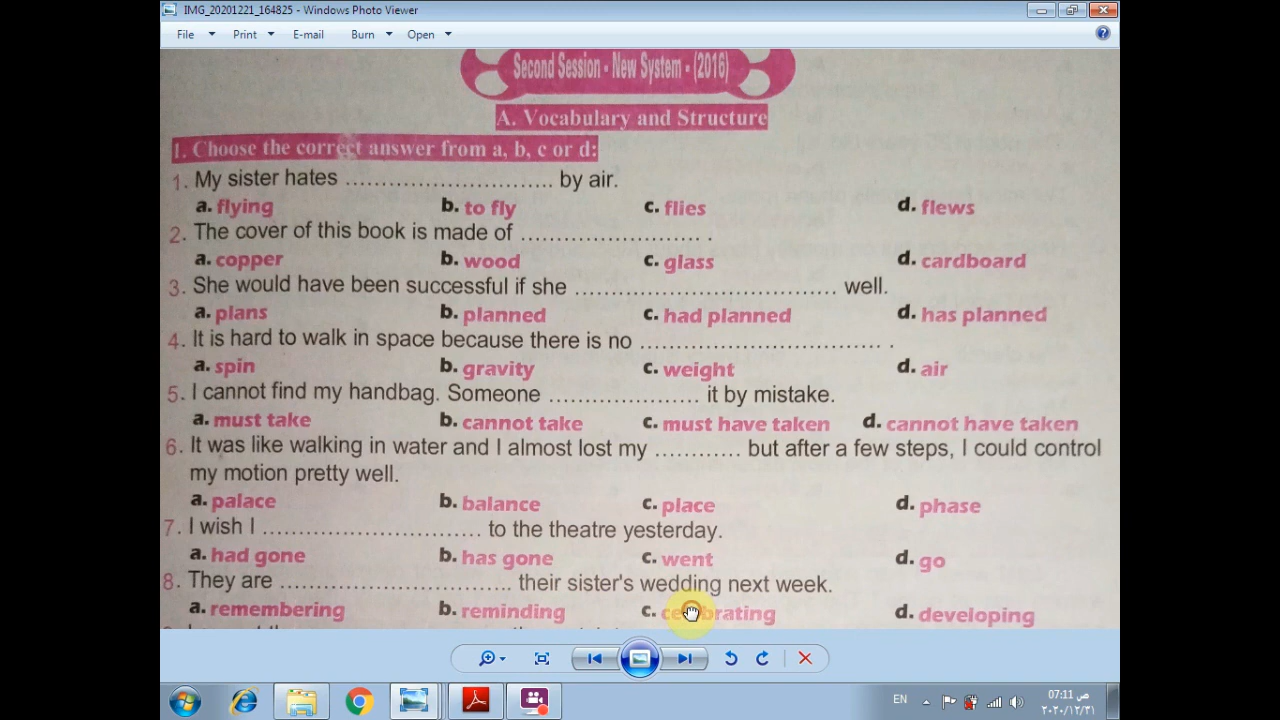 IMG_20201221_164825 - Windows Photo Viewer
File Print E-mail Burn Open
Second Session - New System - (2016)
A. Vocabulary and Structure
1. Choose the correct answer from a, b, c or d:
1. My sister hates ............................ by air.
a. flying b. to fly c. flies d. flews
2. The cover of this book is made of ........................ .
a. copper b. wood c. glass d. cardboard
3. She would have been successful if she .................................... well.
a. plans b. planned c. had planned d. has planned
4. It is hard to walk in space because there is no ................................. .
a. spin b. gravity c. weight d. air
5. I cannot find my handbag. Someone ..................... it by mistake.
a. must take b. cannot take c. must have taken d. cannot have taken
6. It was like walking in water and I almost lost my ............ but after a few steps, I could control
my motion pretty well.
a. palace b. balance c. place d. phase
7. I wish I .............................. to the theatre yesterday.
a. had gone b. has gone c. went d. go
8. They are ................................ their sister's wedding next week.
a. remembering b. reminding c. celebrating d. developing
EN
07:11 ص
٢٠٢٠/١٢/٣١